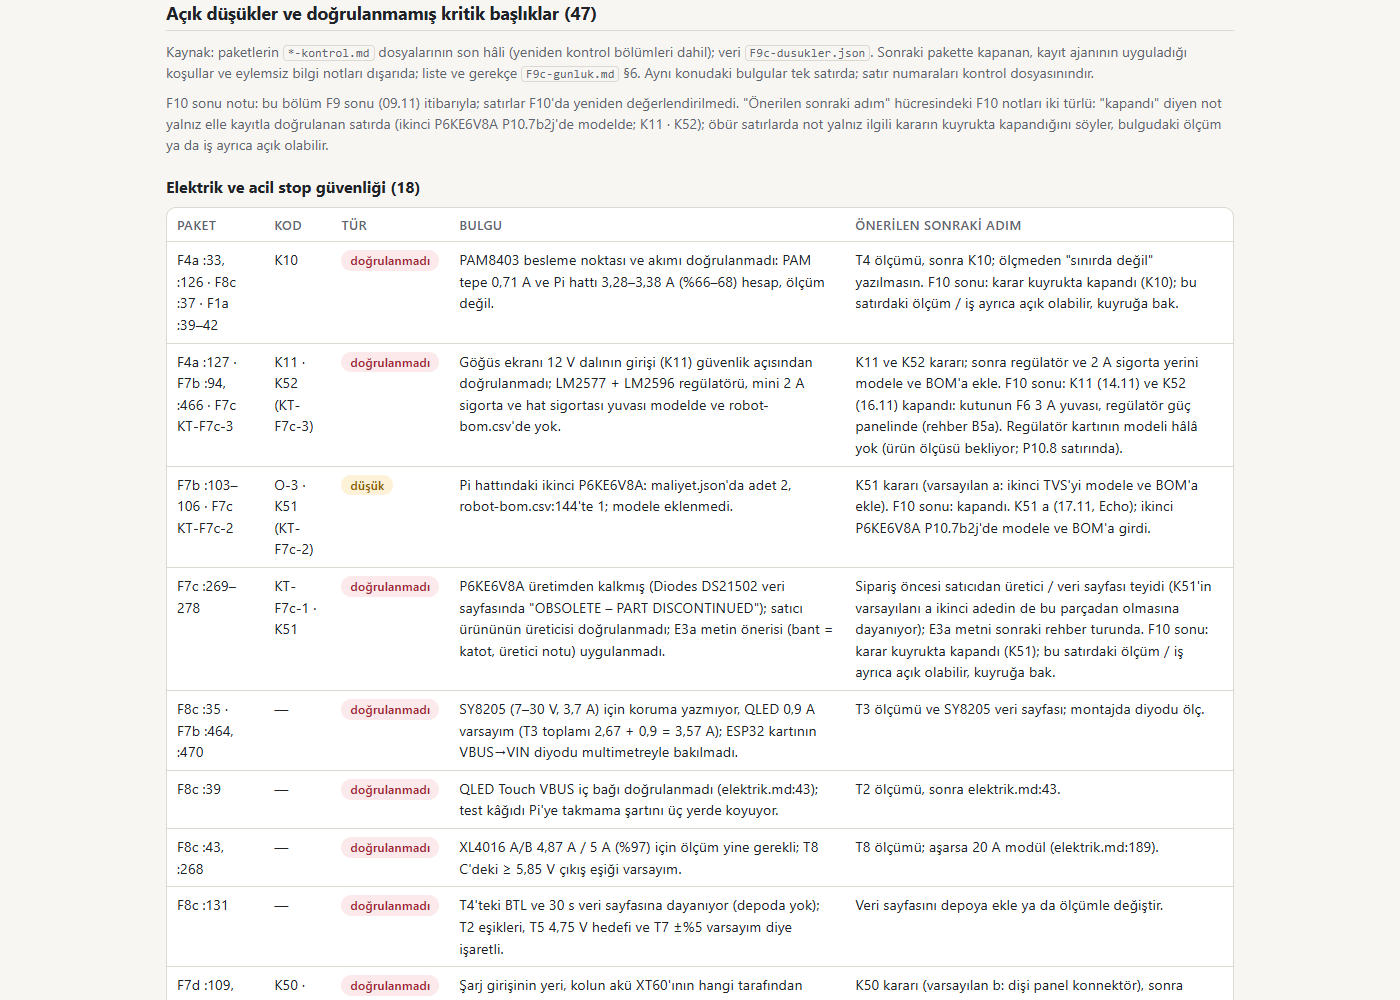 Açık düşükler ve doğrulanmamış kritik başlıklar (47)
Kaynak: paketlerin *-kontrol.md dosyalarının son hâli (yeniden kontrol bölümleri dahil); veri F9c-dusukler.json. Sonraki pakette kapanan, kayıt ajanının uyguladığı
koşullar ve eylemsiz bilgi notları dışarıda; liste ve gerekçe F9c-gunluk.md §6. Aynı konudaki bulgular tek satırda; satır numaraları kontrol dosyasınındır.
F10 sonu notu: bu bölüm F9 sonu (09.11) itibarıyla; satırlar F10'da yeniden değerlendirilmedi. "Önerilen sonraki adım" hücresindeki F10 notları iki türlü: "kapandı" diyen not
yalnız elle kayıtla doğrulanan satırda (ikinci P6KE6V8A P10.7b2j'de modelde; K11 · K52); öbür satırlarda not yalnız ilgili kararın kuyrukta kapandığını söyler, bulgudaki ölçüm
ya da iş ayrıca açık olabilir.
Elektrik ve acil stop güvenliği (18)
PAKET KOD TÜR BULGU ÖNERİLEN SONRAKİ ADIM
F4a :33,
:126 · F8c
:37 · F1a
:39–42
K10
doğrulanmadı
PAM8403 besleme noktası ve akımı doğrulanmadı: PAM
tepe 0,71 A ve Pi hattı 3,28–3,38 A (%66–68) hesap, ölçüm
değil.
T4 ölçümü, sonra K10; ölçmeden "sınırda değil"
yazılmasın. F10 sonu: karar kuyrukta kapandı (K10); bu
satırdaki ölçüm / iş ayrıca açık olabilir, kuyruğa bak.
F4a :127 ·
F7b :94,
:466 · F7c
KT-F7c-3
K11 ·
K52
(KT-
F7c-3)
doğrulanmadı
Göğüs ekranı 12 V dalının girişi (K11) güvenlik açısından
doğrulanmadı; LM2577 + LM2596 regülatörü, mini 2 A
sigorta ve hat sigortası yuvası modelde ve robot-
bom.csv'de yok.
K11 ve K52 kararı; sonra regülatör ve 2 A sigorta yerini
modele ve BOM'a ekle. F10 sonu: K11 (14.11) ve K52
(16.11) kapandı: kutunun F6 3 A yuvası, regülatör güç
panelinde (rehber B5a). Regülatör kartının modeli hâlâ
yok (ürün ölçüsü bekliyor; P10.8 satırında).
F7b :103–
106 · F7c
KT-F7c-2
O-3 ·
K51
(KT-
F7c-2)
düşük
Pi hattındaki ikinci P6KE6V8A: maliyet.json'da adet 2,
robot-bom.csv:144'te 1; modele eklenmedi.
K51 kararı (varsayılan a: ikinci TVS'yi modele ve BOM'a
ekle). F10 sonu: kapandı. K51 a (17.11, Echo); ikinci
P6KE6V8A P10.7b2j'de modele ve BOM'a girdi.
F7c :269–
278
KT-
F7c-1 ·
K51
doğrulanmadı
P6KE6V8A üretimden kalkmış (Diodes DS21502 veri
sayfasında "OBSOLETE – PART DISCONTINUED"); satıcı
ürününün üreticisi doğrulanmadı; E3a metin önerisi (bant =
katot, üretici notu) uygulanmadı.
Sipariş öncesi satıcıdan üretici / veri sayfası teyidi (K51'in
varsayılanı a ikinci adedin de bu parçadan olmasına
dayanıyor); E3a metni sonraki rehber turunda. F10 sonu:
karar kuyrukta kapandı (K51); bu satırdaki ölçüm / iş
ayrıca açık olabilir, kuyruğa bak.
F8c :35 ·
F7b :464,
:470
—
doğrulanmadı
SY8205 (7–30 V, 3,7 A) için koruma yazmıyor, QLED 0,9 A
varsayım (T3 toplamı 2,67 + 0,9 = 3,57 A); ESP32 kartının
VBUS→VIN diyodu multimetreyle bakılmadı.
T3 ölçümü ve SY8205 veri sayfası; montajda diyodu ölç.
F8c :39
—
doğrulanmadı
QLED Touch VBUS iç bağı doğrulanmadı (elektrik.md:43);
test kâğıdı Pi'ye takmama şartını üç yerde koyuyor.
T2 ölçümü, sonra elektrik.md:43.
F8c :43,
:268
—
doğrulanmadı
XL4016 A/B 4,87 A / 5 A (%97) için ölçüm yine gerekli; T8
C'deki ≥ 5,85 V çıkış eşiği varsayım.
T8 ölçümü; aşarsa 20 A modül (elektrik.md:189).
F8c :131
—
doğrulanmadı
T4'teki BTL ve 30 s veri sayfasına dayanıyor (depoda yok);
T2 eşikleri, T5 4,75 V hedefi ve T7 ±%5 varsayım diye
işaretli.
Veri sayfasını depoya ekle ya da ölçümle değiştir.
F7d :109,
K50 ·
doğrulanmadı
Şarj girişinin yeri, kolun akü XT60'ının hangi tarafından
K50 kararı (varsayılan b: dişi panel konnektör), sonra